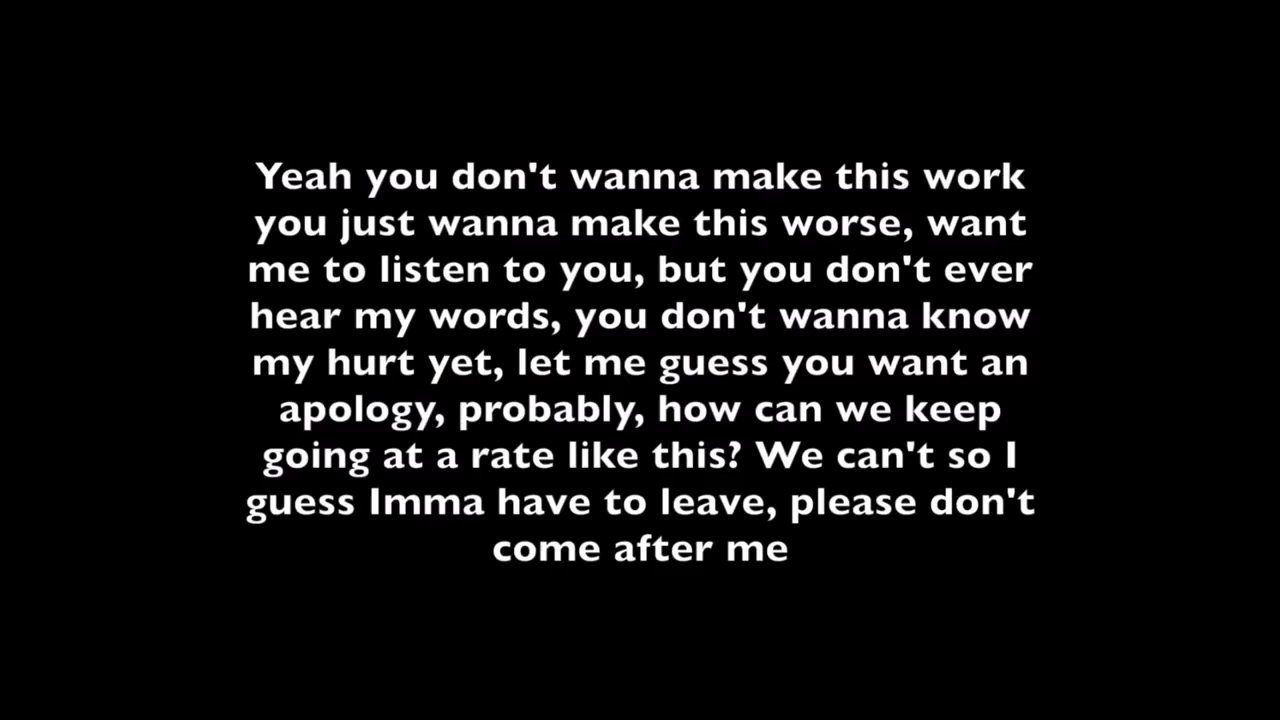 Yeah you don't wanna make this work
you just wanna make this worse, want
me to listen to you, but you don't ever
hear my words, you don't wanna know
my hurt yet, let me guess you want an
apology, probably, how can we keep
going at a rate like this? We can't so I
guess Imma have to leave, please don't
come after me